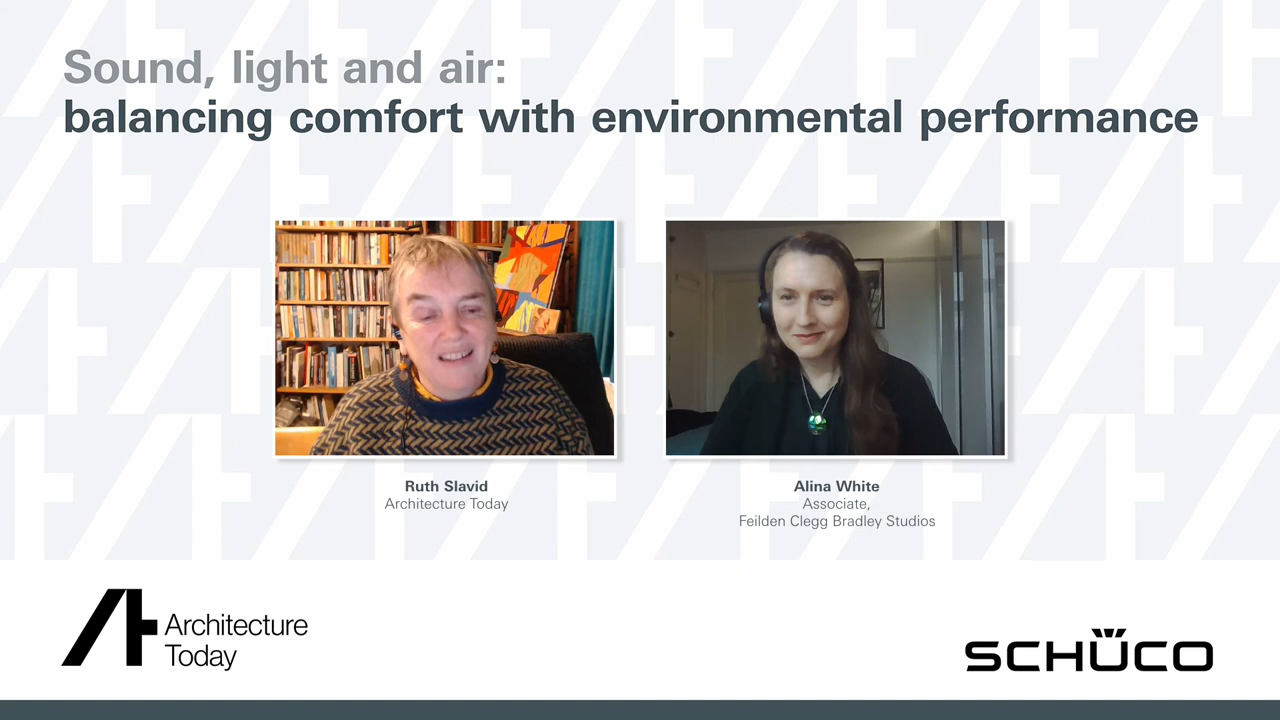 Sound, light and air:
balancing comfort with environmental performance
Ruth Slavid
Architecture Today
Alina White
Associate,
Feilden Clegg Bradley Studios
Architecture
Today
SCHÜCO